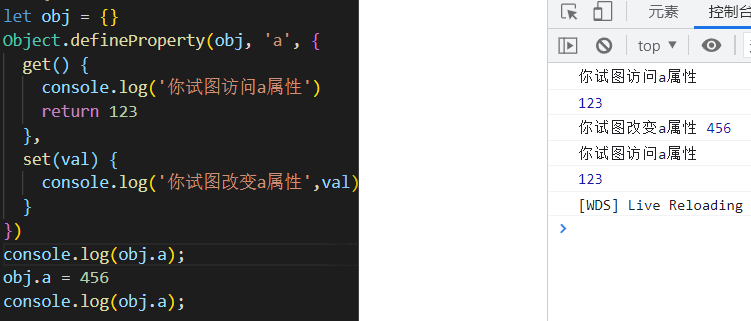 let obj = {}
Object.defineProperty(obj, 'a', {
get() {
console.log('你试图访问a属性')
return 123
},
set(val) {
console.log('你试图改变a属性',val)
}
})
console.log(obj.a);
obj.a = 456
console.log(obj.a);
元素
控制台
top ▼
你试图访问a属性
123
你试图改变a属性 456
你试图访问a属性
123
[WDS] Live Reloading